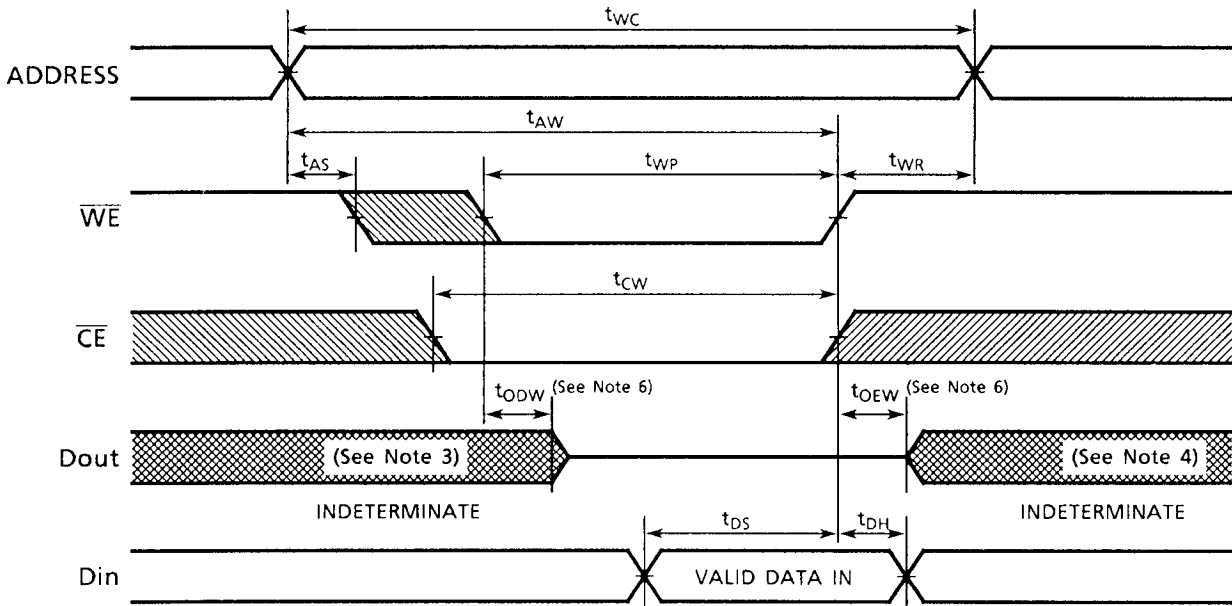 tWC
ADDRESS
tAW
tAS
tWP
tWR
WE
tCW
CE
tODW (See Note 6)
tOEW (See Note 6)
Dout
(See Note 3)
(See Note 4)
INDETERMINATE
INDETERMINATE
tDS
tDH
Din
VALID DATA IN